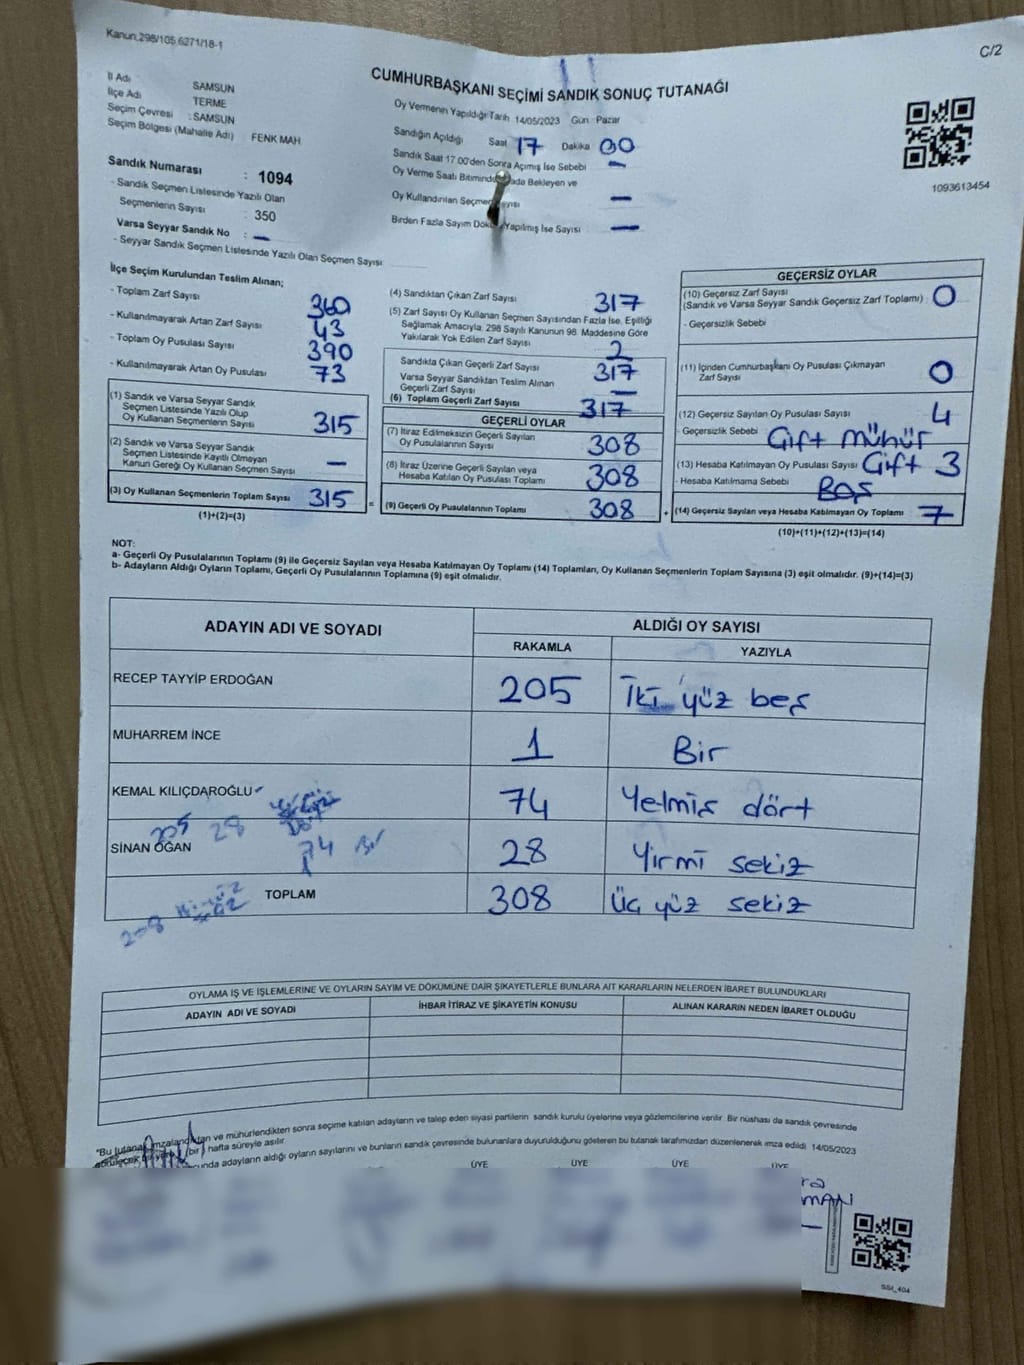 Kanun.298/105,6271/18-1
C/2
İl Adı : SAMSUN
İlçe Adı : TERME
Seçim Çevresi : SAMSUN
Seçim Bölgesi (Mahalle Adı) FENK MAH
CUMHURBAŞKANI SEÇİMİ SANDIK SONUÇ TUTANAĞI
Oy Vermenin Yapıldığı Tarih 14/05/2023 Gün : Pazar
Sandığın Açıldığı Saat 17 Dakika 00
Sandık Saat 17.00'den Sonra Açımış İse Sebebi —
Oy Verme Saati Bitiminde Bekleyen ve
Oy Kullandırılan Seçmen Sayısı —
Birden Fazla Sayım Yapılmış İse Sayısı —
1093613454
Sandık Numarası : 1094
- Sandık Seçmen Listesinde Yazılı Olan
Seçmenlerin Sayısı : 350
Varsa Seyyar Sandık No : —
- Seyyar Sandık Seçmen Listesinde Yazılı Olan Seçmen Sayısı
İlçe Seçim Kurulundan Teslim Alınan;
- Toplam Zarf Sayısı 360
- Kullanılmayarak Artan Zarf Sayısı 43
- Toplam Oy Pusulası Sayısı 390
- Kullanılmayarak Artan Oy Pusulası 73
(1) Sandık ve Varsa Seyyar Sandık
Seçmen Listesinde Yazılı Olup
Oy Kullanan Seçmenlerin Sayısı 315
(2) Sandık ve Varsa Seyyar Sandık
Seçmen Listesinde Kayıtlı Olmayan
Kanun Gereği Oy Kullanan Seçmen Sayısı —
(3) Oy Kullanan Seçmenlerin Toplam Sayısı 315 =
(1)+(2)=(3)
(4) Sandıktan Çıkan Zarf Sayısı 317
(5) Zarf Sayısı Oy Kullanan Seçmen Sayısından Fazla İse, Eşitliği
Sağlamak Amacıyla, 298 Sayılı Kanunun 98. Maddesine Göre
Yakılarak Yok Edilen Zarf Sayısı 2
Sandıkta Çıkan Geçerli Zarf Sayısı 317
Varsa Seyyar Sandıktan Teslim Alınan
Geçerli Zarf Sayısı —
(6) Toplam Geçerli Zarf Sayısı 317
GEÇERLİ OYLAR
(7) İtiraz Edilmeksizin Geçerli Sayılan
Oy Pusulalarının Sayısı 308
(8) İtiraz Üzerine Geçerli Sayılan veya
Hesaba Katılan Oy Pusulası Toplamı 308
(9) Geçerli Oy Pusulalarının Toplamı 308 +
GEÇERSİZ OYLAR
(10) Geçersiz Zarf Sayısı
(Sandık ve Varsa Seyyar Sandık Geçersiz Zarf Toplamı) : 0
- Geçersizlik Sebebi
(11) İçinden Cumhurbaşkanı Oy Pusulası Çıkmayan
Zarf Sayısı 0
(12) Geçersiz Sayılan Oy Pusulası Sayısı 4
- Geçersizlik Sebebi Çift mühür
(13) Hesaba Katılmayan Oy Pusulası Sayısı Çift 3
- Hesaba Katılmama Sebebi Boş
(14) Geçersiz Sayılan veya Hesaba Katılmayan Oy Toplamı 7
(10)+(11)+(12)+(13)=(14)
NOT:
a- Geçerli Oy Pusulalarının Toplamı (9) ile Geçersiz Sayılan veya Hesaba Katılmayan Oy Toplamı (14) Toplamları, Oy Kullanan Seçmenlerin Toplam Sayısına (3) eşit olmalıdır. (9)+(14)=(3)
b- Adayların Aldığı Oyların Toplamı, Geçerli Oy Pusulalarının Toplamına (9) eşit olmalıdır.
ADAYIN ADI VE SOYADI ALDIĞI OY SAYISI
RAKAMLA YAZIYLA
RECEP TAYYİP ERDOĞAN 205 İki yüz beş
MUHARREM İNCE 1 Bir
KEMAL KILIÇDAROĞLU 74 Yetmiş dört
205 28
SİNAN OĞAN 74 Bir 28 Yirmi sekiz
TOPLAM 308 Üç yüz sekiz
208
OYLAMA İŞ VE İŞLEMLERİNE VE OYLARIN SAYIM VE DÖKÜMÜNE DAİR ŞİKAYETLERLE BUNLARA AİT KARARLARIN NELERDEN İBARET BULUNDUKLARI
ADAYIN ADI VE SOYADI İHBAR İTİRAZ VE ŞİKAYETİN KONUSU ALINAN KARARIN NEDEN İBARET OLDUĞU
"Bu tutanak imzalandıktan ve mühürlendikten sonra seçime katılan adayların ve talep eden siyasi partilerin sandık kurulu üyelerine veya gözlemcilerine verilir. Bir nüshası da sandık çevresinde
görülecek bir yere bir hafta süreyle asılır.
adayların aldığı oyların sayılarını ve bunların sandık çevresinde bulunanlara duyurulduğunu gösteren bu tutanak tarafımızdan düzenlenerek imza edildi. 14/05/2023
ÜYE ÜYE ÜYE ÜYE
SSI_404